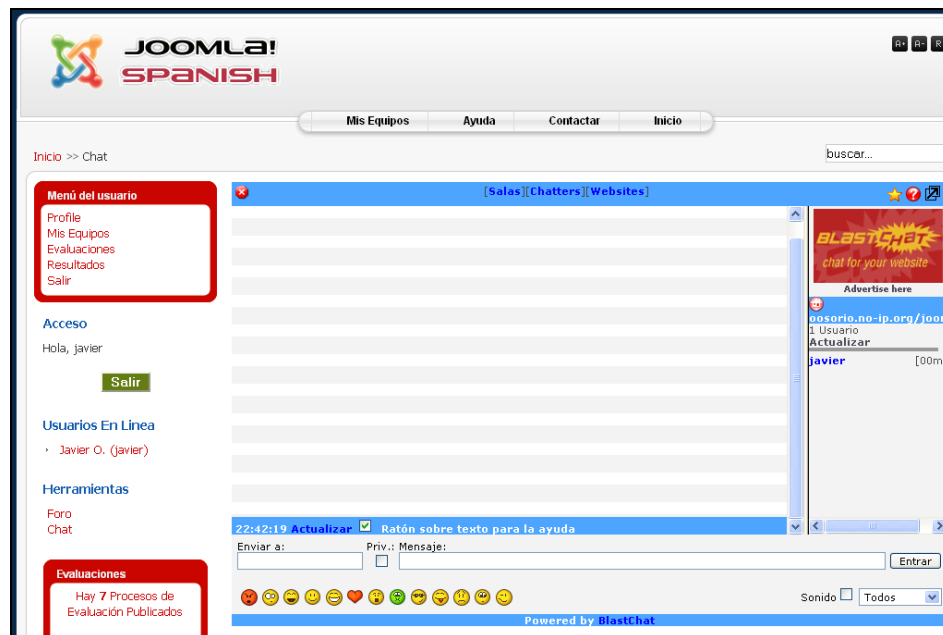 JOOMLA!
SPANISH
A+ A- R
Mis Equipos Ayuda Contactar Inicio
Inicio >> Chat
buscar...
Menú del usuario
Profile
Mis Equipos
Evaluaciones
Resultados
Salir
Acceso
Hola, javier
Salir
Usuarios En Linea
Javier O. (javier)
Herramientas
Foro
Chat
Evaluaciones
Hay 7 Procesos de
Evaluación Publicados
[Salas][Chatters][Websites]
BLASTCHAT
chat for your website
Advertise here
oosorio.no-ip.org/joo
1 Usuario
Actualizar
javier [00m
22:42:19 Actualizar Ratón sobre texto para la ayuda
Enviar a: Priv.: Mensaje:
Entrar
Sonido Todos
Powered by BlastChat